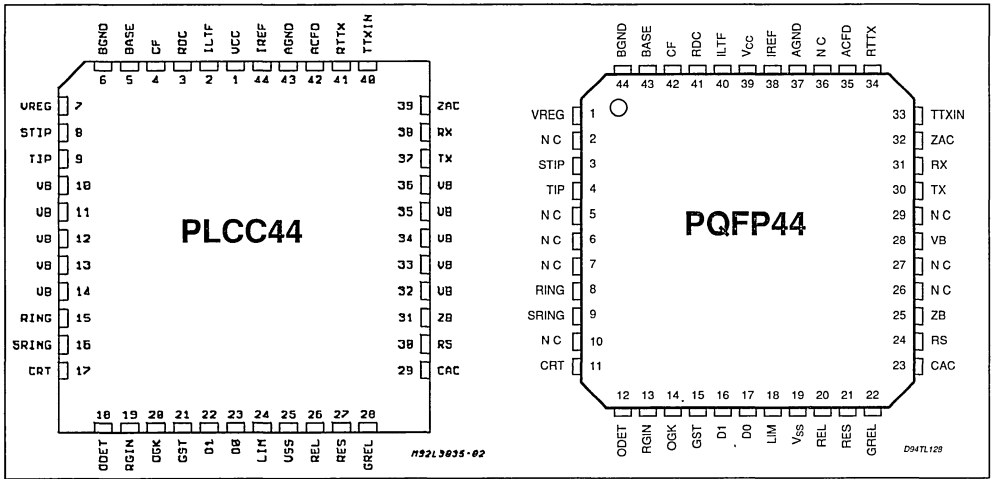 BGND BASE CF RDC ILTF VCC IREF AGND ACFD RTTX TTXIN
6 5 4 3 2 1 44 43 42 41 40
VREG 7
STIP 8
TIP 9
VB 10
VB 11
VB 12
VB 13
VB 14
RING 15
SRING 16
CRT 17
PLCC44
39 ZAC
38 RX
37 TX
36 VB
35 VB
34 VB
33 VB
32 VB
31 ZB
30 RS
29 CAC
18 19 20 21 22 23 24 25 26 27 28
ODET RGIN OGK GST D1 D0 LIM VSS REL RES GREL
M92L3035-02
BGND BASE CF RDC ILTF VCC IREF AGND N C ACFD RTTX
44 43 42 41 40 39 38 37 36 35 34
VREG 1
N C 2
STIP 3
TIP 4
N C 5
N C 6
N C 7
RING 8
SRING 9
N C 10
CRT 11
PQFP44
33 TTXIN
32 ZAC
31 RX
30 TX
29 N C
28 VB
27 N C
26 N C
25 ZB
24 RS
23 CAC
12 13 14 15 16 17 18 19 20 21 22
ODET RGIN OGK GST D1 D0 LIM VSS REL RES GREL
D94TL128